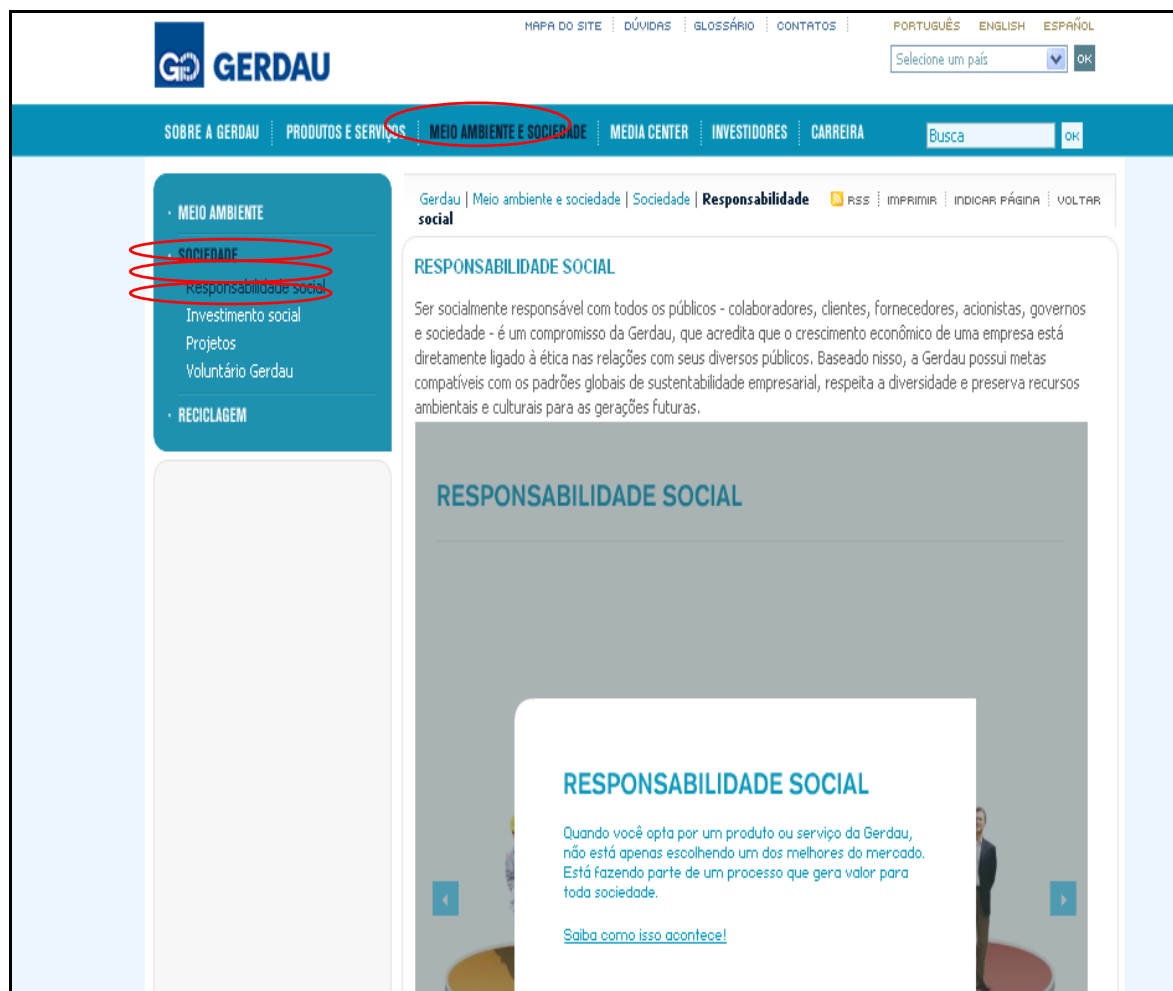 MAPA DO SITE DÚVIDAS GLOSSÁRIO CONTATOS PORTUGUÊS ENGLISH ESPAÑOL
GERDAU
Selecione um país OK
SOBRE A GERDAU PRODUTOS E SERVIÇOS MEIO AMBIENTE E SOCIEDADE MEDIA CENTER INVESTIDORES CARREIRA Busca OK
· MEIO AMBIENTE
· SOCIEDADE
Responsabilidade social
Investimento social
Projetos
Voluntário Gerdau
· RECICLAGEM
Gerdau | Meio ambiente e sociedade | Sociedade | Responsabilidade
social
RSS IMPRIMIR INDICAR PÁGINA VOLTAR
RESPONSABILIDADE SOCIAL
Ser socialmente responsável com todos os públicos - colaboradores, clientes, fornecedores, acionistas, governos
e sociedade - é um compromisso da Gerdau, que acredita que o crescimento econômico de uma empresa está
diretamente ligado à ética nas relações com seus diversos públicos. Baseado nisso, a Gerdau possui metas
compatíveis com os padrões globais de sustentabilidade empresarial, respeita a diversidade e preserva recursos
ambientais e culturais para as gerações futuras.
RESPONSABILIDADE SOCIAL
RESPONSABILIDADE SOCIAL
Quando você opta por um produto ou serviço da Gerdau,
não está apenas escolhendo um dos melhores do mercado.
Está fazendo parte de um processo que gera valor para
toda sociedade.
Saiba como isso acontece!